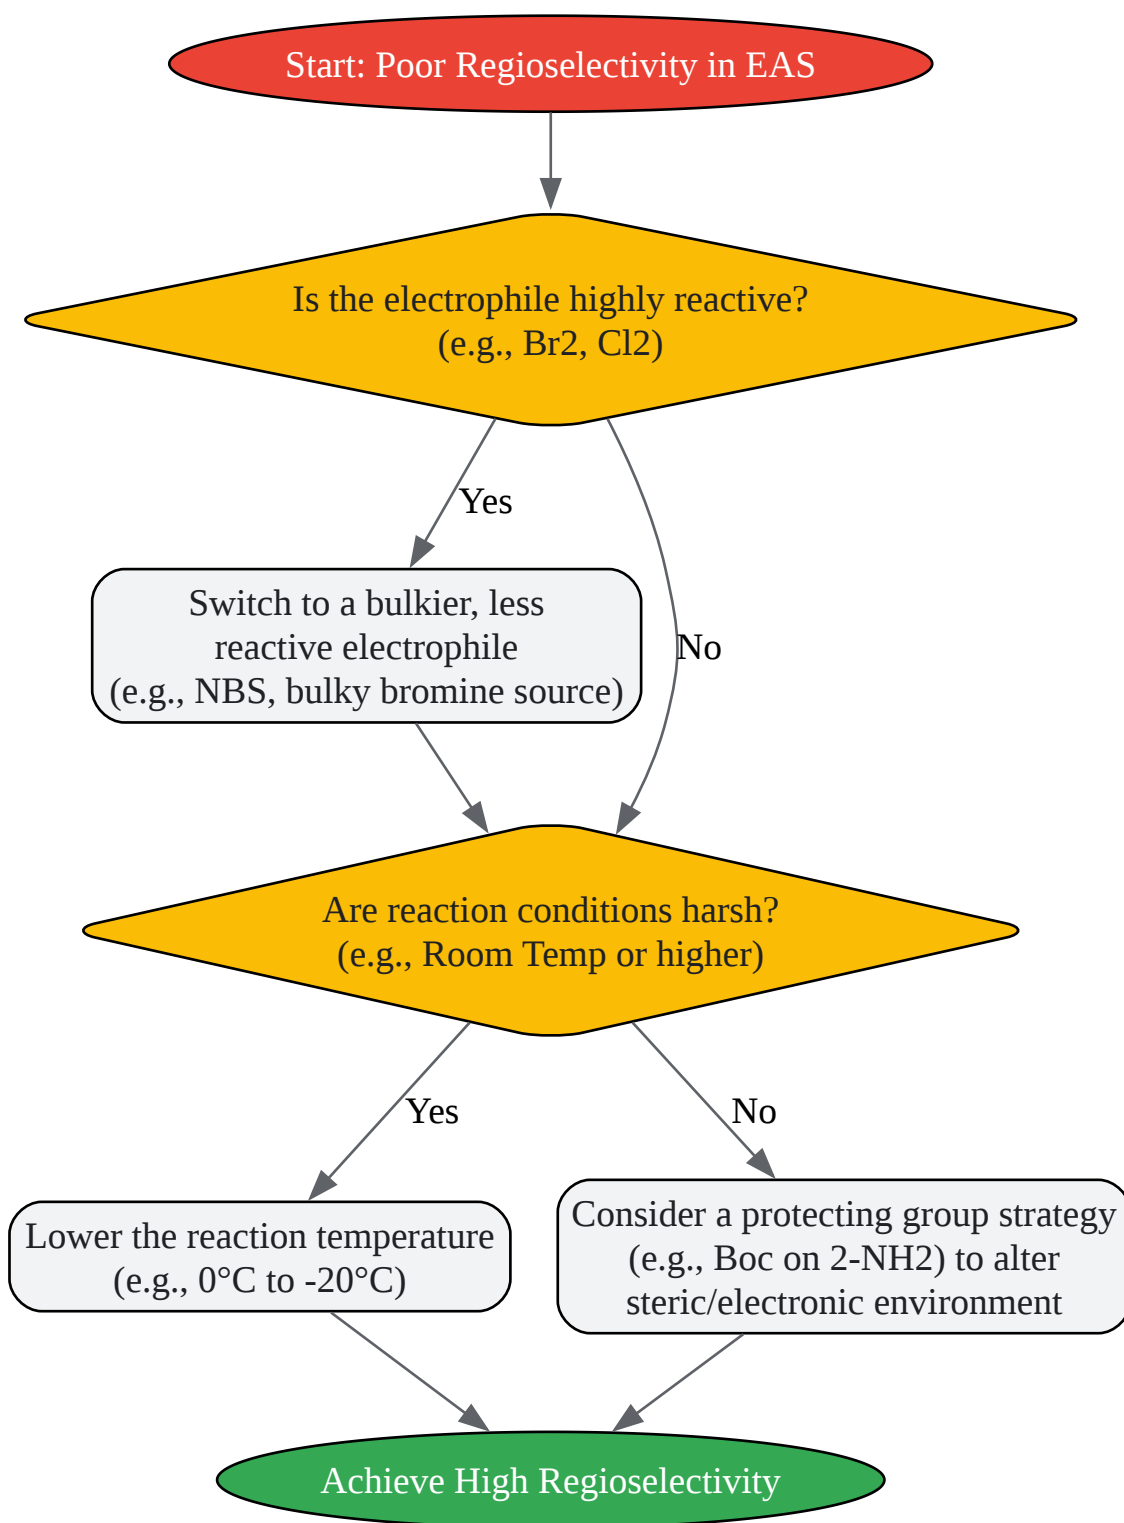 Start: Poor Regioselectivity in EAS
Is the electrophile highly reactive?
(e.g., Br2, Cl2)
Yes
Switch to a bulkier, less
reactive electrophile
(e.g., NBS, bulky bromine source)
No
Are reaction conditions harsh?
(e.g., Room Temp or higher)
Yes
No
Lower the reaction temperature
(e.g., 0°C to -20°C)
Consider a protecting group strategy
(e.g., Boc on 2-NH2) to alter
steric/electronic environment
Achieve High Regioselectivity